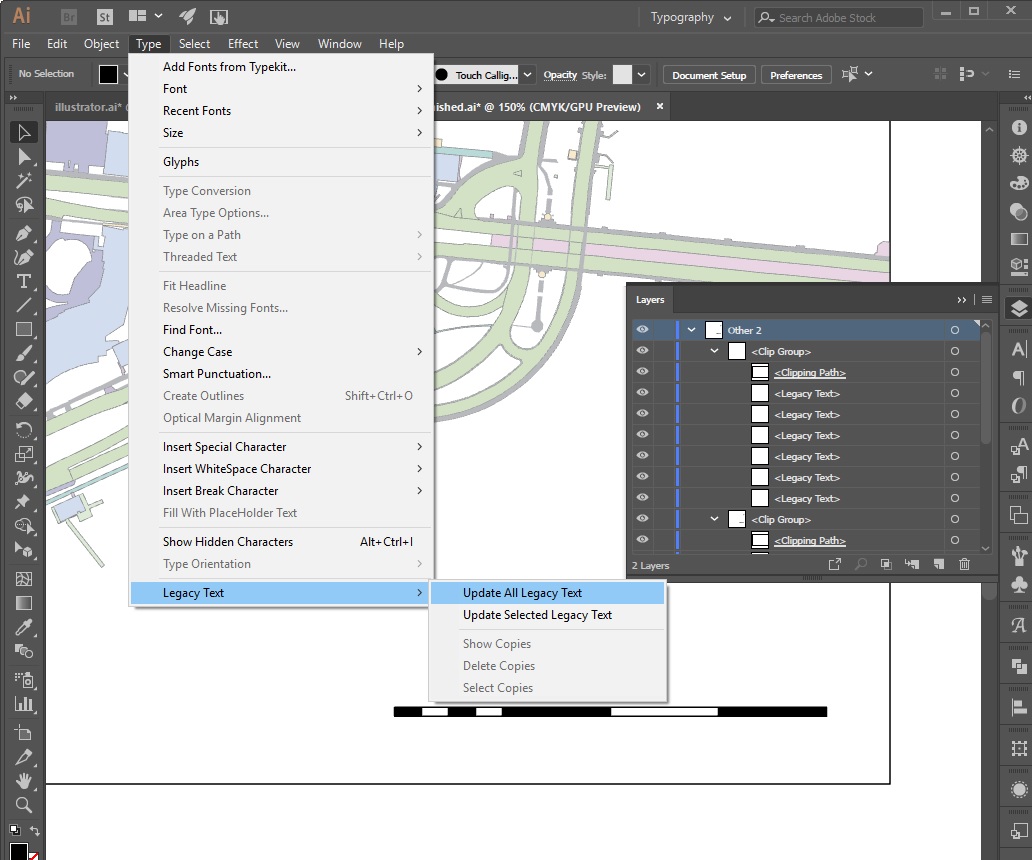 Ai
Br
St
Typography
Search Adobe Stock
File Edit Object Type Select Effect View Window Help
No Selection
Touch Callig...
Opacity Style:
Document Setup
Preferences
illustrator.ai*
ished.ai* @ 150% (CMYK/GPU Preview)
Add Fonts from Typekit...
Font
Recent Fonts
Size
Glyphs
Type Conversion
Area Type Options...
Type on a Path
Threaded Text
Fit Headline
Resolve Missing Fonts...
Find Font...
Change Case
Smart Punctuation...
Create Outlines Shift+Ctrl+O
Optical Margin Alignment
Insert Special Character
Insert WhiteSpace Character
Insert Break Character
Fill With PlaceHolder Text
Show Hidden Characters Alt+Ctrl+I
Type Orientation
Legacy Text
Update All Legacy Text
Update Selected Legacy Text
Show Copies
Delete Copies
Select Copies
Layers
Other 2
<Clip Group>
<Clipping Path>
<Legacy Text>
<Legacy Text>
<Legacy Text>
<Legacy Text>
<Legacy Text>
<Legacy Text>
<Clip Group>
<Clipping Path>
2 Layers